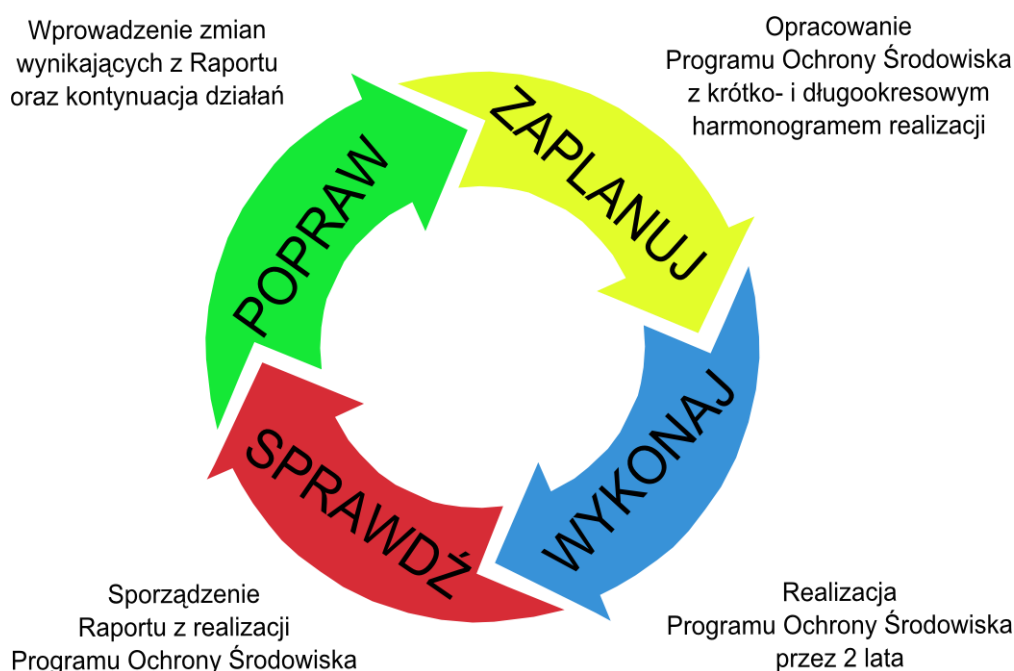 Wprowadzenie zmian
wynikających z Raportu
oraz kontynuacja działań
Opracowanie
Programu Ochrony Środowiska
z krótko- i długookresowym
harmonogramem realizacji
POPRAW
ZAPLANUJ
SPRAWDŹ
WYKONAJ
Sporządzenie
Raportu z realizacji
Programu Ochrony Środowiska
Realizacja
Programu Ochrony Środowiska
przez 2 lata